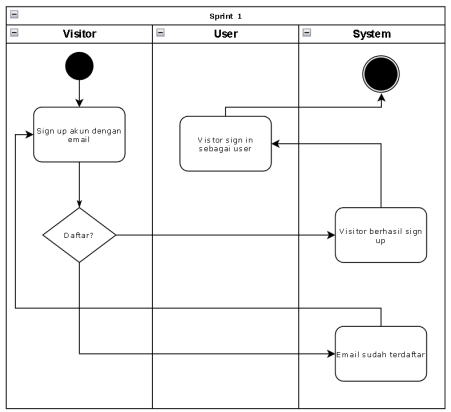 Sprint 1
Visitor
User
System
Sign up akun dengan
email
Vistor sign in
sebagai user
Daftar?
Visitor berhasil sign
up
Email sudah terdaftar